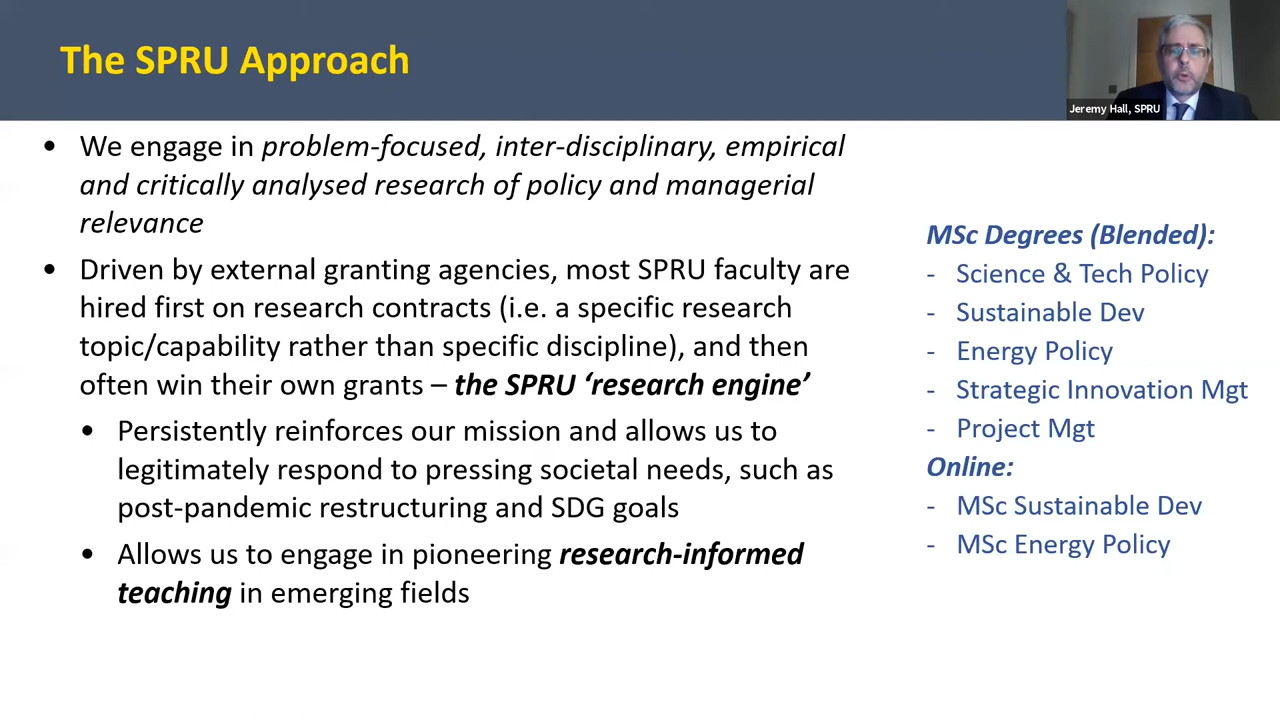 The SPRU Approach
Jeremy Hall, SPRU
• We engage in problem-focused, inter-disciplinary, empirical
and critically analysed research of policy and managerial
relevance
• Driven by external granting agencies, most SPRU faculty are
hired first on research contracts (i.e. a specific research
topic/capability rather than specific discipline), and then
often win their own grants – the SPRU ‘research engine’
• Persistently reinforces our mission and allows us to
legitimately respond to pressing societal needs, such as
post-pandemic restructuring and SDG goals
• Allows us to engage in pioneering research-informed
teaching in emerging fields
MSc Degrees (Blended):
- Science & Tech Policy
- Sustainable Dev
- Energy Policy
- Strategic Innovation Mgt
- Project Mgt
Online:
- MSc Sustainable Dev
- MSc Energy Policy